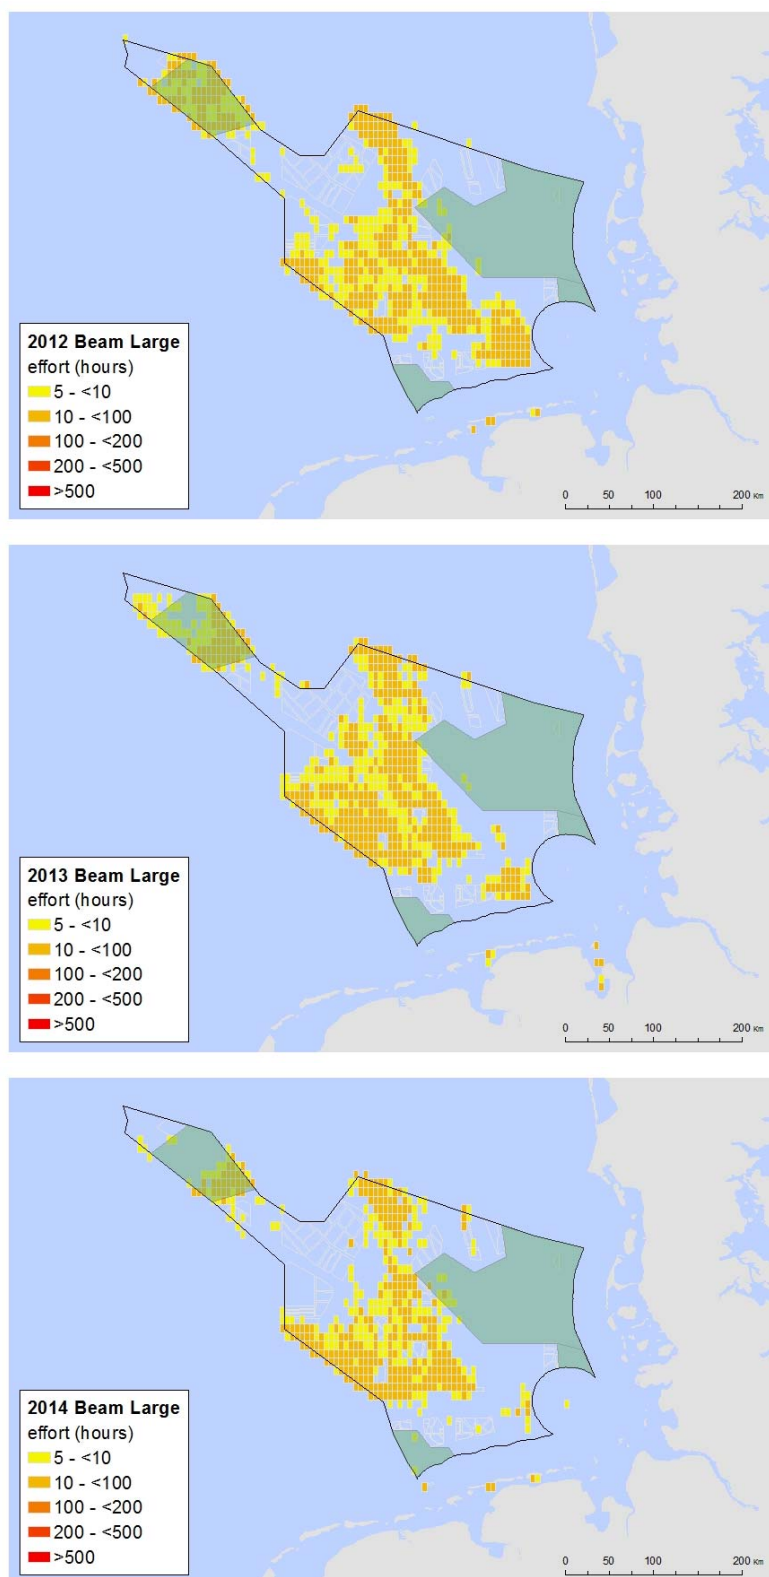 2012 Beam Large
effort (hours)
5 - <10
10 - <100
100 - <200
200 - <500
>500
0 50 100 200 Km
2013 Beam Large
effort (hours)
5 - <10
10 - <100
100 - <200
200 - <500
>500
0 50 100 200 Km
2014 Beam Large
effort (hours)
5 - <10
10 - <100
100 - <200
200 - <500
>500
0 50 100 200 Km